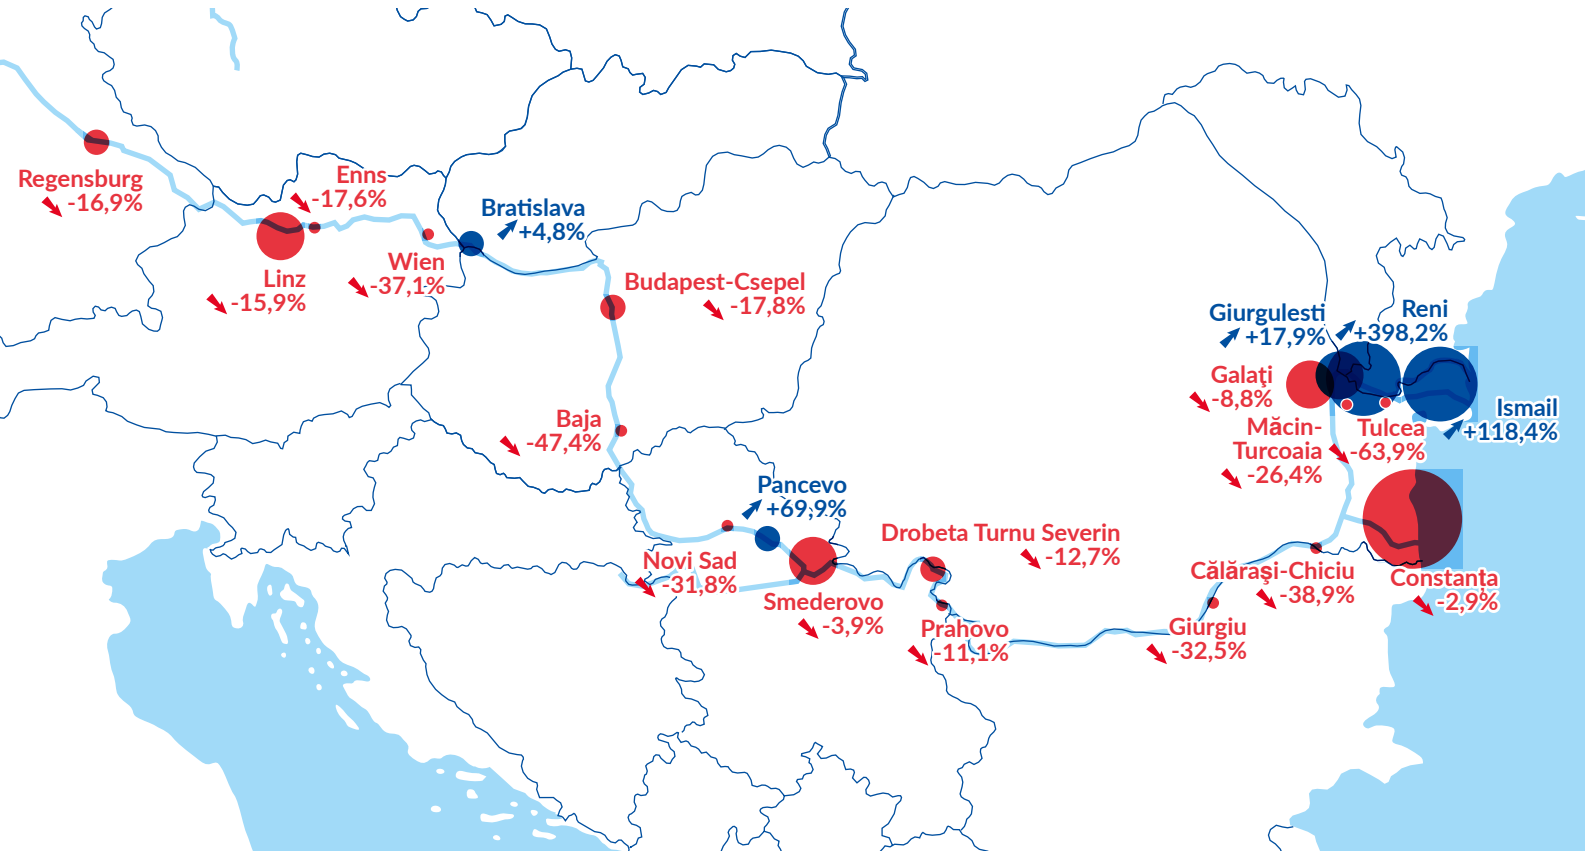 Regensburg
-16,9%
Enns
-17,6%
Linz
-15,9%
Wien
-37,1%
Bratislava
+4,8%
Budapest-Csepel
-17,8%
Baja
-47,4%
Novi Sad
-31,8%
Pancevo
+69,9%
Smederovo
-3,9%
Drobeta Turnu Severin
-12,7%
Prahovo
-11,1%
Giurgiu
-32,5%
Călăraşi-Chiciu
-38,9%
Constanța
-2,9%
Giurgulesti
+17,9%
Reni
+398,2%
Galaţi
-8,8%
Măcin-
Turcoaia
-26,4%
Tulcea
-63,9%
Ismail
+118,4%